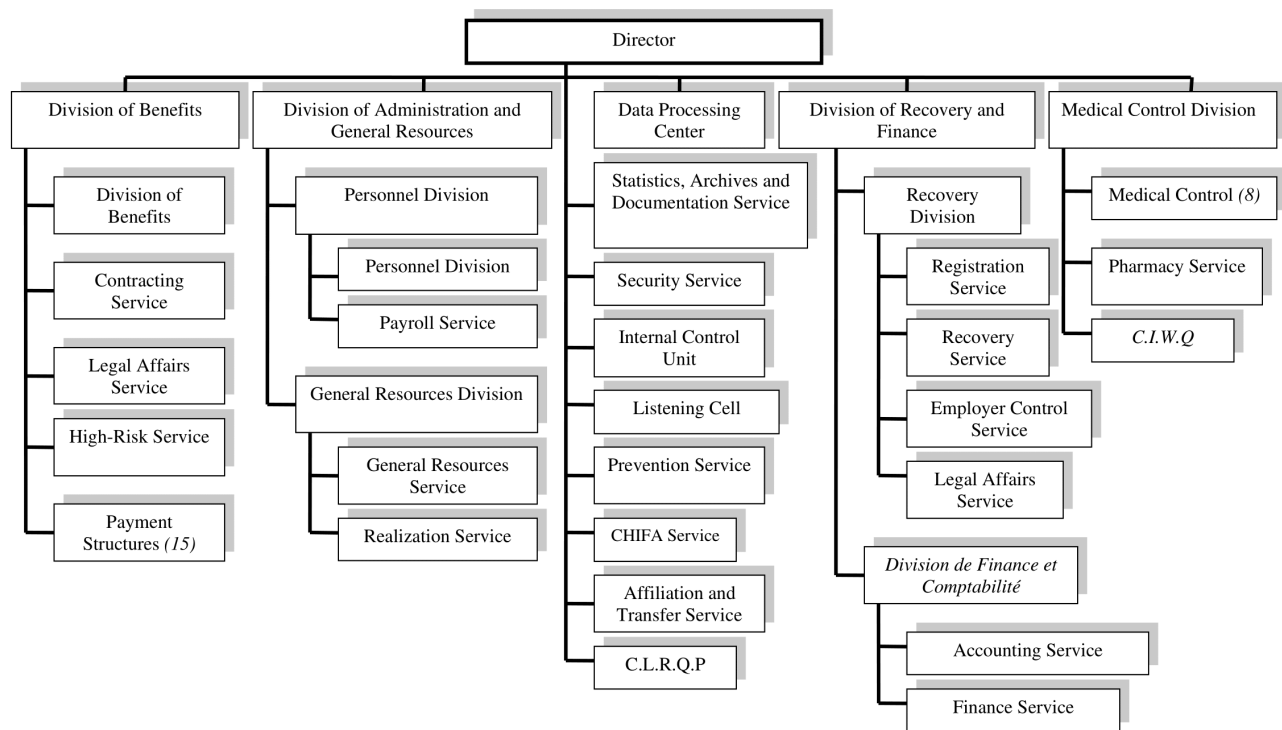 Director
Division of Benefits
Division of
Benefits
Contracting
Service
Legal Affairs
Service
High-Risk Service
Payment
Structures (15)
Division of Administration and
General Resources
Personnel Division
Personnel Division
Payroll Service
General Resources Division
General Resources
Service
Realization Service
Data Processing
Center
Statistics, Archives and
Documentation Service
Security Service
Internal Control
Unit
Listening Cell
Prevention Service
CHIFA Service
Affiliation and
Transfer Service
C.L.R.Q.P
Division of Recovery and
Finance
Recovery
Division
Registration
Service
Recovery
Service
Employer Control
Service
Legal Affairs
Service
Division de Finance et
Comptabilité
Accounting Service
Finance Service
Medical Control Division
Medical Control (8)
Pharmacy Service
C.I.W.Q